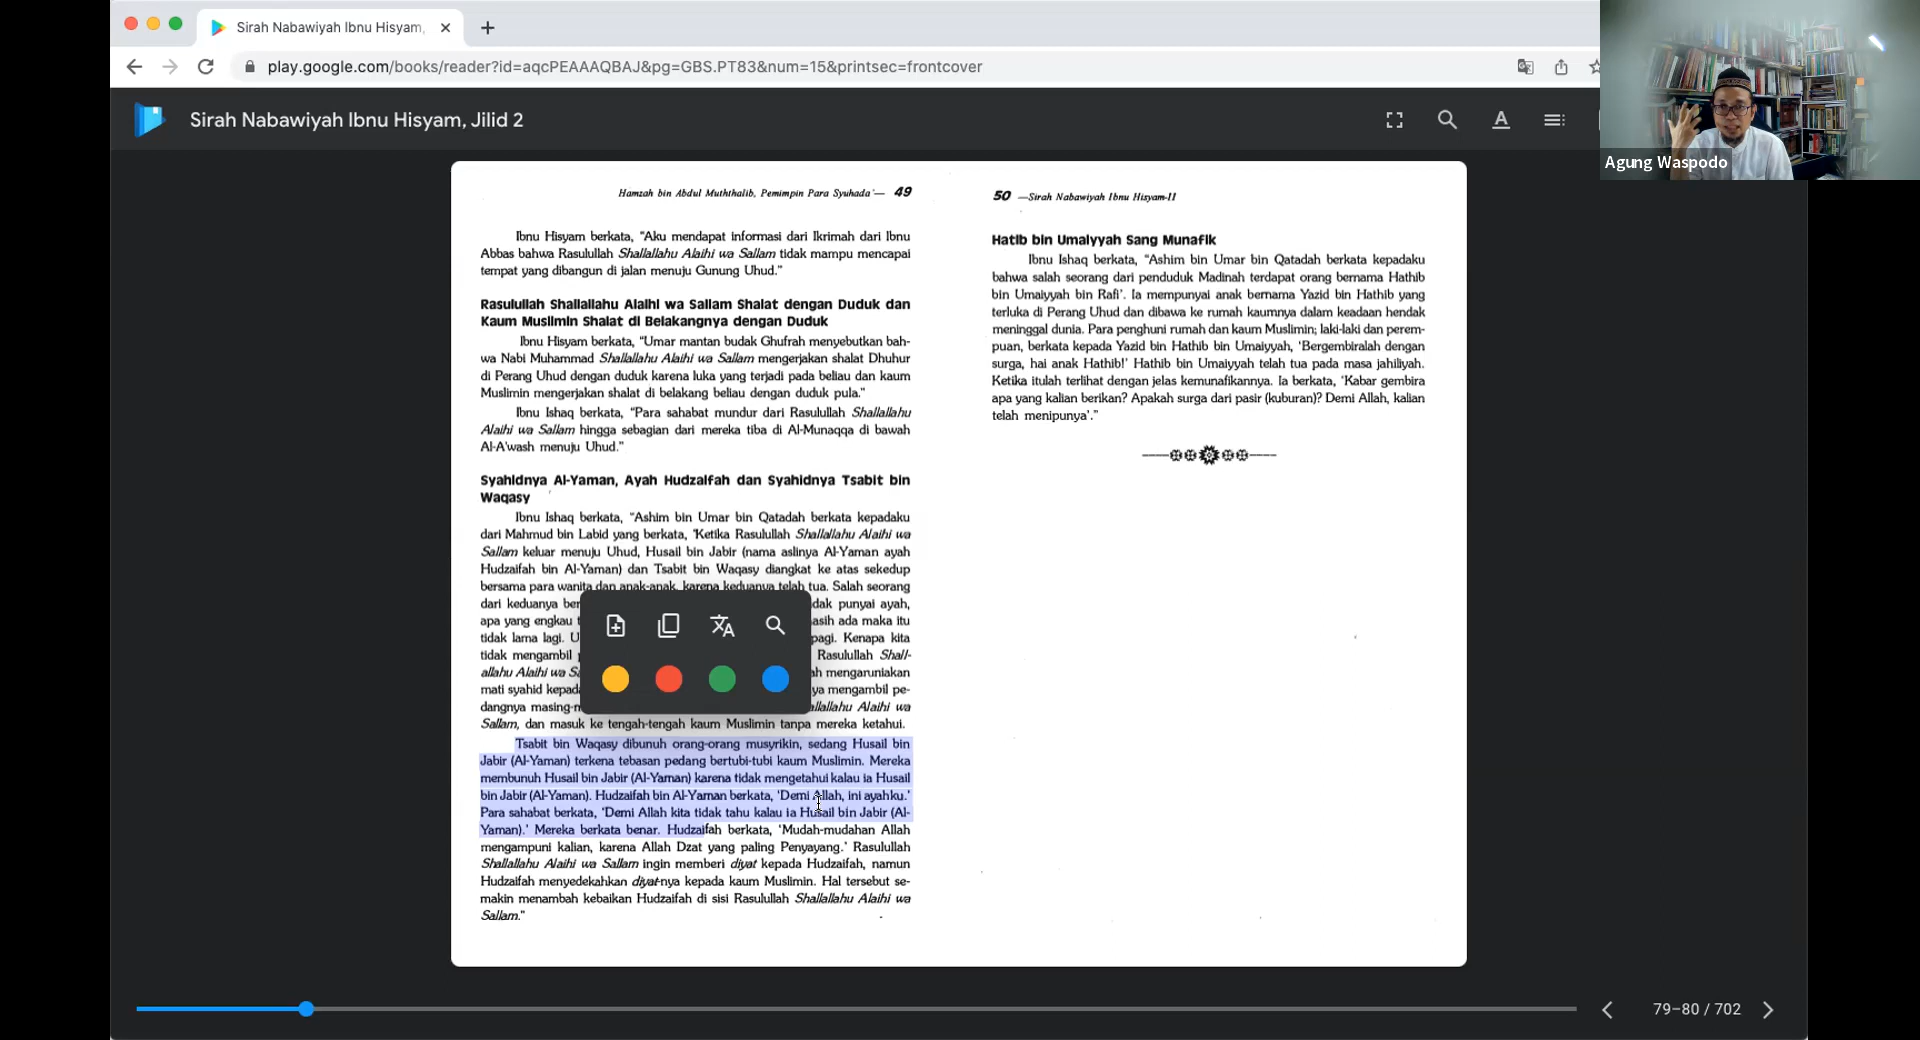 Sirah Nabawiyah Ibnu Hisyam,
play.google.com/books/reader?id=aqcPEAAAQBAJ&pg=GBS.PT83&num=15&printsec=frontcover
Sirah Nabawiyah Ibnu Hisyam, Jilid 2
Agung Waspodo
Hamzah bin Abdul Muththalib, Pemimpin Para Syuhada'— 49
Ibnu Hisyam berkata, "Aku mendapat informasi dari Ikrimah dari Ibnu
Abbas bahwa Rasulullah Shallallahu Alaihi wa Sallam tidak mampu mencapai
tempat yang dibangun di jalan menuju Gunung Uhud."
Rasulullah Shallallahu Alaihi wa Sallam Shalat dengan Duduk dan
Kaum Muslimin Shalat di Belakangnya dengan Duduk
Ibnu Hisyam berkata, "Umar mantan budak Ghufrah menyebutkan bah-
wa Nabi Muhammad Shallallahu Alaihi wa Sallam mengerjakan shalat Dhuhur
di Perang Uhud dengan duduk karena luka yang terjadi pada beliau dan kaum
Muslimin mengerjakan shalat di belakang beliau dengan duduk pula."
Ibnu Ishaq berkata, "Para sahabat mundur dari Rasulullah Shallallahu
Alaihi wa Sallam hingga sebagian dari mereka tiba di Al-Munaqqa di bawah
Al-A'wash menuju Uhud."
Syahidnya Al-Yaman, Ayah Hudzaifah dan Syahidnya Tsabit bin
Waqasy
Ibnu Ishaq berkata, "Ashim bin Umar bin Qatadah berkata kepadaku
dari Mahmud bin Labid yang berkata, 'Ketika Rasulullah Shallallahu Alaihi wa
Sallam keluar menuju Uhud, Husail bin Jabir (nama aslinya Al-Yaman ayah
Hudzaifah bin Al-Yaman) dan Tsabit bin Waqasy diangkat ke atas sekedup
bersama para wanita dan anak-anak, karena keduanya telah tua. Salah seorang
dari keduanya ber dak punyai ayah,
apa yang engkau asih ada maka itu
tidak lama lagi. U pagi. Kenapa kita
tidak mengambil Rasulullah Shall-
allahu Alaihi wa S ah mengaruniakan
mati syahid kepad ya mengambil pe-
dangnya masing-m allallahu Alaihi wa
Sallam, dan masuk ke tengah-tengah kaum Muslimin tanpa mereka ketahui.
Tsabit bin Waqasy dibunuh orang-orang musyrikin, sedang Husail bin
Jabir (Al-Yaman) terkena tebasan pedang bertubi-tubi kaum Muslimin. Mereka
membunuh Husail bin Jabir (Al-Yaman) karena tidak mengetahui kalau ia Husail
bin Jabir (Al-Yaman). Hudzaifah bin Al-Yaman berkata, 'Demi Allah, ini ayahku.'
Para sahabat berkata, 'Demi Allah kita tidak tahu kalau ia Husail bin Jabir (Al-
Yaman).' Mereka berkata benar. Hudzaifah berkata, 'Mudah-mudahan Allah
mengampuni kalian, karena Allah Dzat yang paling Penyayang.' Rasulullah
Shallallahu Alaihi wa Sallam ingin memberi diyat kepada Hudzaifah, namun
Hudzaifah menyedekahkan diyat-nya kepada kaum Muslimin. Hal tersebut se-
makin menambah kebaikan Hudzaifah di sisi Rasulullah Shallallahu Alaihi wa
Sallam."
50 —Sirah Nabawiyah Ibnu Hisyam-II
Hatib bin Umaiyyah Sang Munafik
Ibnu Ishaq berkata, "Ashim bin Umar bin Qatadah berkata kepadaku
bahwa salah seorang dari penduduk Madinah terdapat orang bernama Hathib
bin Umaiyyah bin Rafi'. Ia mempunyai anak bernama Yazid bin Hathib yang
terluka di Perang Uhud dan dibawa ke rumah kaumnya dalam keadaan hendak
meninggal dunia. Para penghuni rumah dan kaum Muslimin; laki-laki dan perem-
puan, berkata kepada Yazid bin Hathib bin Umaiyyah, 'Bergembiralah dengan
surga, hai anak Hathib!' Hathib bin Umaiyyah telah tua pada masa jahiliyah.
Ketika itulah terlihat dengan jelas kemunafikannya. Ia berkata, 'Kabar gembira
apa yang kalian berikan? Apakah surga dari pasir (kuburan)? Demi Allah, kalian
telah menipunya'."
79–80 / 702